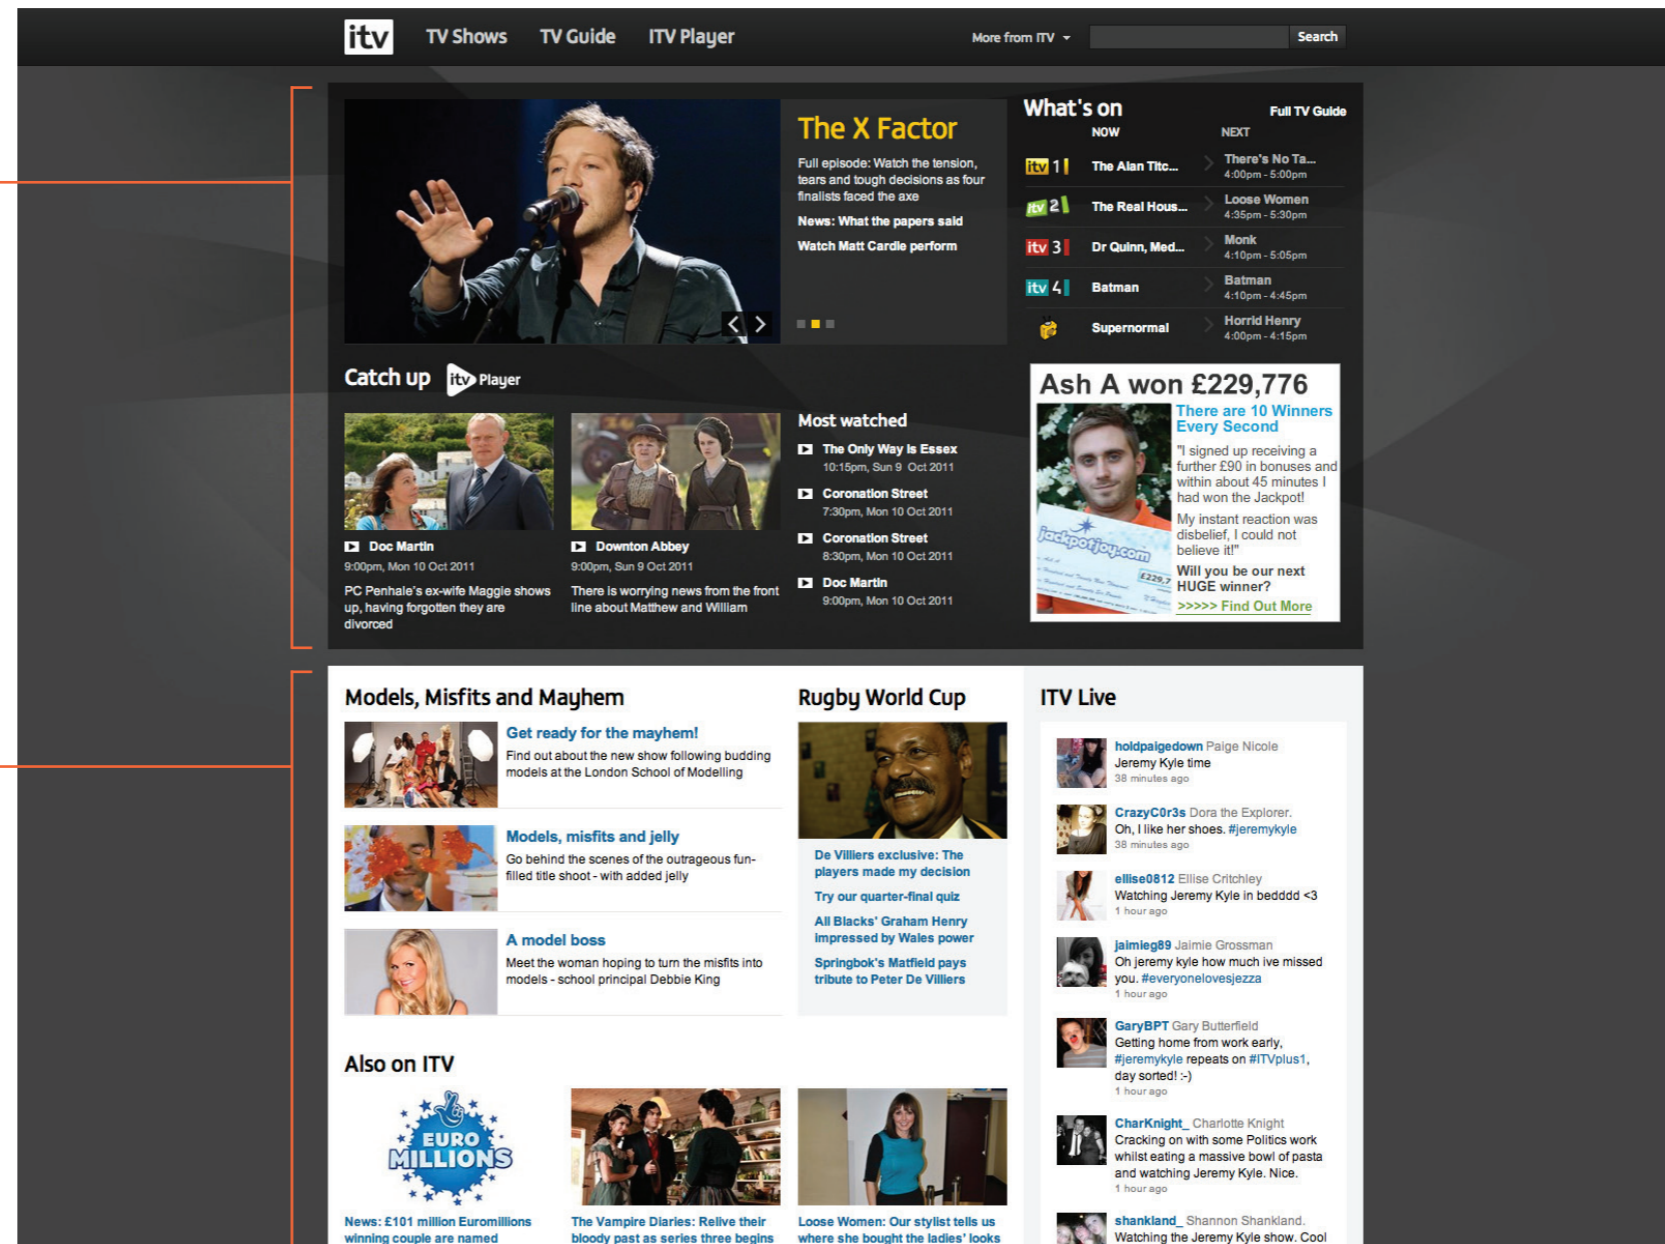 itv
TV Shows
TV Guide
ITV Player
More from ITV
Search
The X Factor
Full episode: Watch the tension,
tears and tough decisions as four
finalists faced the axe
News: What the papers said
Watch Matt Cardle perform
What's on
Full TV Guide
NOW
NEXT
itv 1
The Alan Titc...
There's No Ta...
4:00pm - 5:00pm
itv 2
The Real Hous...
Loose Women
4:35pm - 5:30pm
itv 3
Dr Quinn, Med...
Monk
4:10pm - 5:05pm
itv 4
Batman
Batman
4:10pm - 4:45pm
Supernormal
Horrid Henry
4:00pm - 4:15pm
Catch up
itv Player
Doc Martin
9:00pm, Mon 10 Oct 2011
PC Penhale's ex-wife Maggie shows
up, having forgotten they are
divorced
Downton Abbey
9:00pm, Sun 9 Oct 2011
There is worrying news from the front
line about Matthew and William
Most watched
The Only Way Is Essex
10:15pm, Sun 9 Oct 2011
Coronation Street
7:30pm, Mon 10 Oct 2011
Coronation Street
8:30pm, Mon 10 Oct 2011
Doc Martin
9:00pm, Mon 10 Oct 2011
Ash A won £229,776
There are 10 Winners
Every Second
"I signed up receiving a
further £90 in bonuses and
within about 45 minutes I
had won the Jackpot!
My instant reaction was
disbelief, I could not
believe it!"
Will you be our next
HUGE winner?
>>>>> Find Out More
jackpotjoy.com
£229,7
Models, Misfits and Mayhem
Get ready for the mayhem!
Find out about the new show following budding
models at the London School of Modelling
Models, misfits and jelly
Go behind the scenes of the outrageous fun-
filled title shoot - with added jelly
A model boss
Meet the woman hoping to turn the misfits into
models - school principal Debbie King
Rugby World Cup
De Villiers exclusive: The
players made my decision
Try our quarter-final quiz
All Blacks' Graham Henry
impressed by Wales power
Springbok's Matfield pays
tribute to Peter De Villiers
ITV Live
holdpaigedown Paige Nicole
Jeremy Kyle time
38 minutes ago
CrazyC0r3s Dora the Explorer.
Oh, I like her shoes. #jeremykyle
38 minutes ago
ellise0812 Ellise Critchley
Watching Jeremy Kyle in bedddd <3
1 hour ago
jaimieg89 Jaimie Grossman
Oh jeremy kyle how much ive missed
you. #everyonelovesjezza
1 hour ago
GaryBPT Gary Butterfield
Getting home from work early,
#jeremykyle repeats on #ITVplus1,
day sorted! :-)
1 hour ago
CharKnight_ Charlotte Knight
Cracking on with some Politics work
whilst eating a massive bowl of pasta
and watching Jeremy Kyle. Nice.
1 hour ago
shankland_ Shannon Shankland.
Watching the Jeremy Kyle show. Cool
Also on ITV
EURO
MILLIONS
News: £101 million Euromillions
winning couple are named
The Vampire Diaries: Relive their
bloody past as series three begins
Loose Women: Our stylist tells us
where she bought the ladies' looks